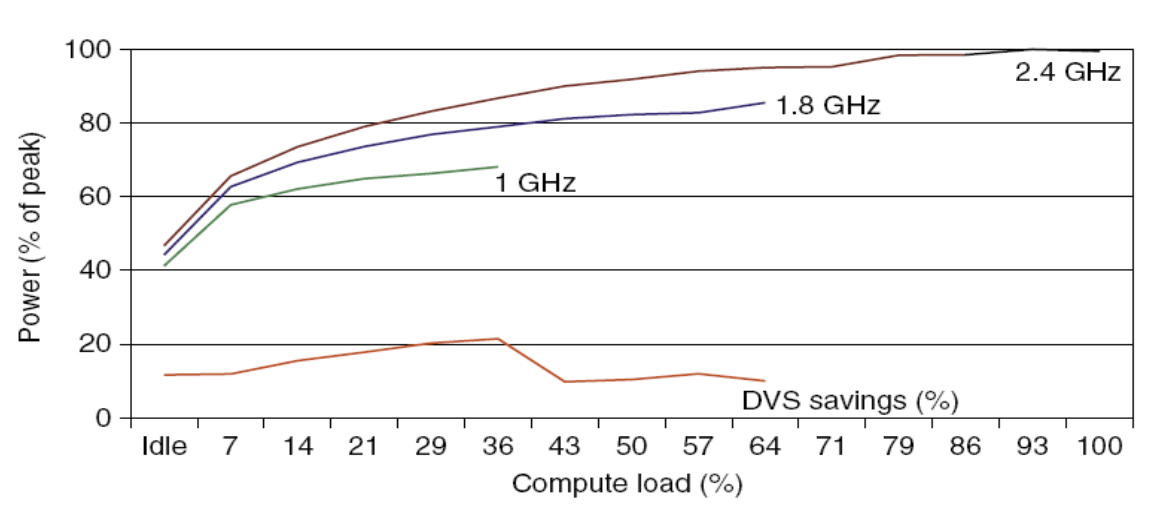 100
80
60
40
20
0
Power (% of peak)
2.4 GHz
1.8 GHz
1 GHz
DVS savings (%)
Idle 7 14 21 29 36 43 50 57 64 71 79 86 93 100
Compute load (%)